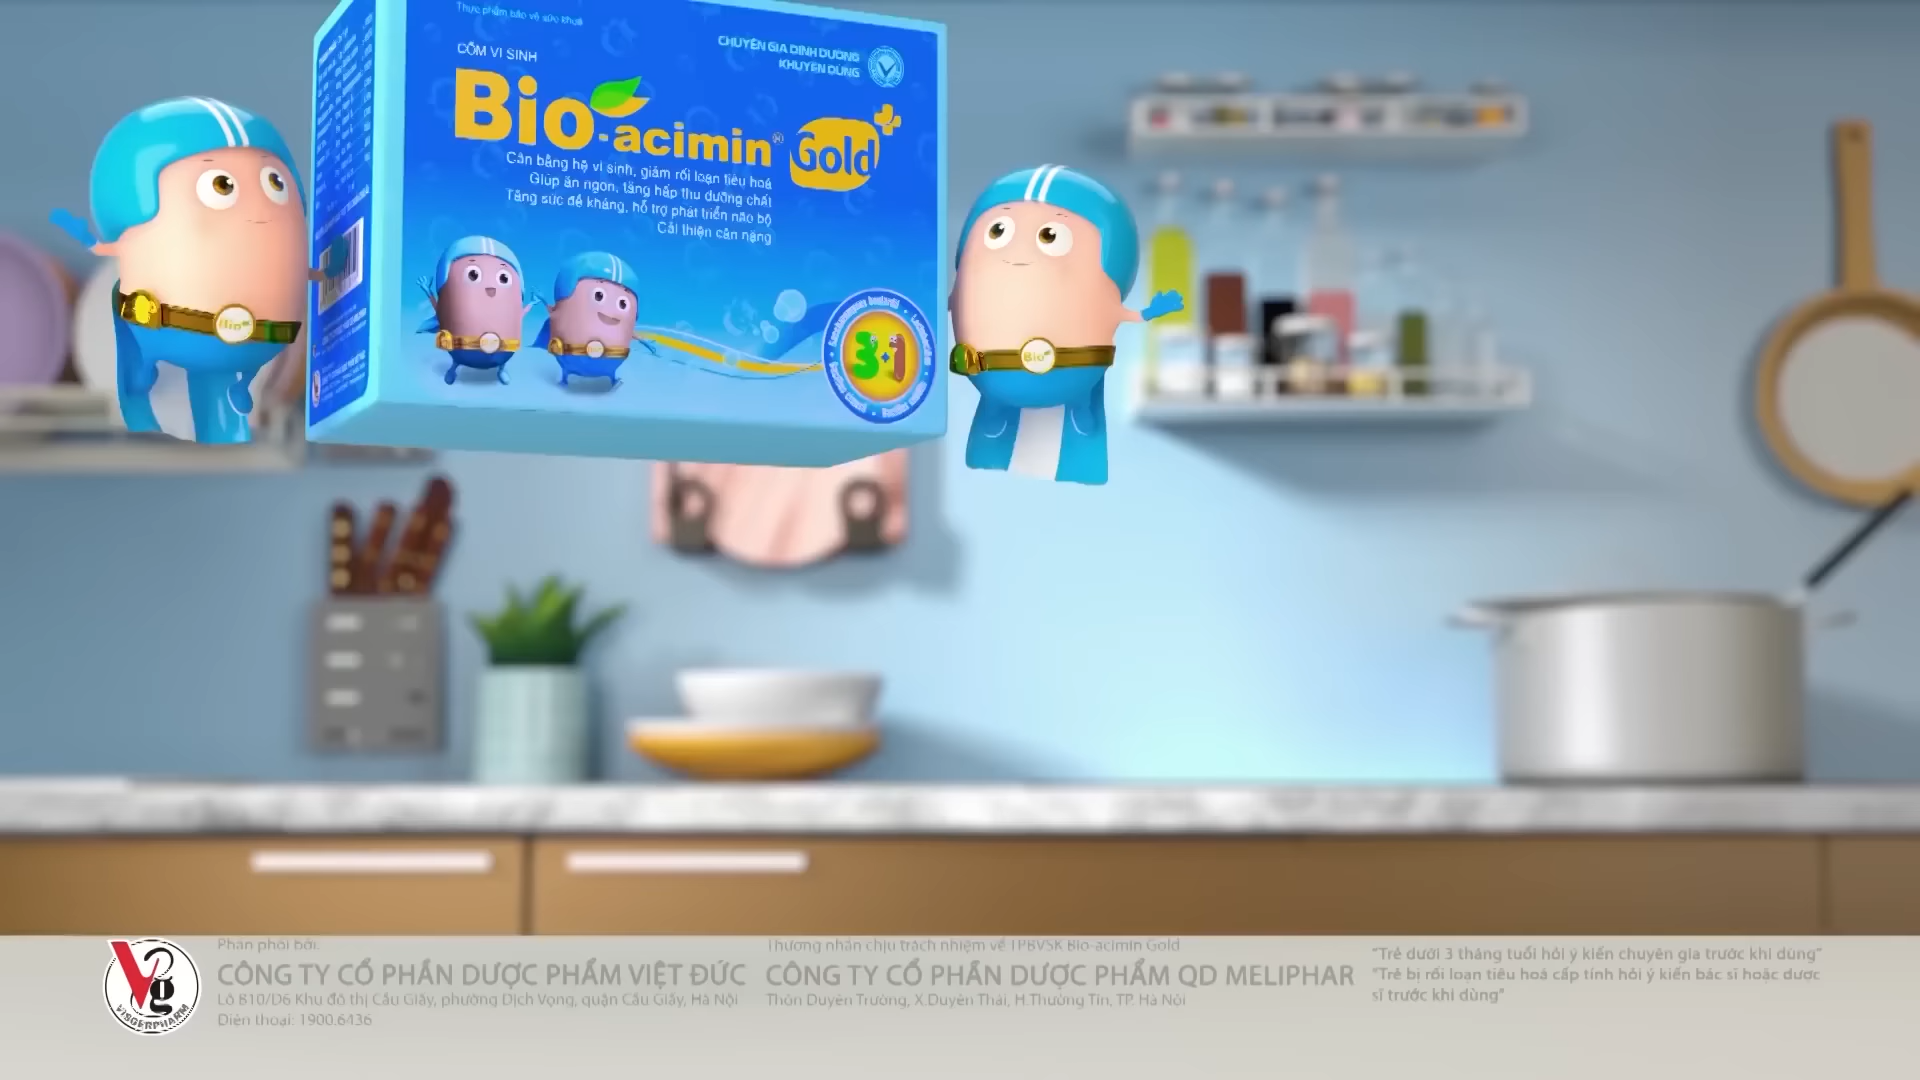 Thực phẩm bảo vệ sức khoẻ
CỐM VI SINH
CHUYÊN GIA DINH DƯỠNG
KHUYÊN DÙNG
Bio-acimin® Gold+
Cân bằng hệ vi sinh, giảm rối loạn tiêu hoá
Giúp ăn ngon, tăng hấp thu dưỡng chất
Tăng sức đề kháng, hỗ trợ phát triển não bộ
Cải thiện cân nặng
3+1
Bio
Bio
Phân phối bởi:
CÔNG TY CỔ PHẦN DƯỢC PHẨM VIỆT ĐỨC
Lô B10/D6 Khu đô thị Cầu Giấy, phường Dịch Vọng, quận Cầu Giấy, Hà Nội
Điện thoại: 1900.6436
VISGERPHARM
Thương nhân chịu trách nhiệm về TPBVSK Bio-acimin Gold
CÔNG TY CỔ PHẦN DƯỢC PHẨM QD MELIPHAR
Thôn Duyên Trường, X.Duyên Thái, H.Thường Tín, TP. Hà Nội
"Trẻ dưới 3 tháng tuổi hỏi ý kiến chuyên gia trước khi dùng"
"Trẻ bị rối loạn tiêu hoá cấp tính hỏi ý kiến bác sĩ hoặc dược
sĩ trước khi dùng"